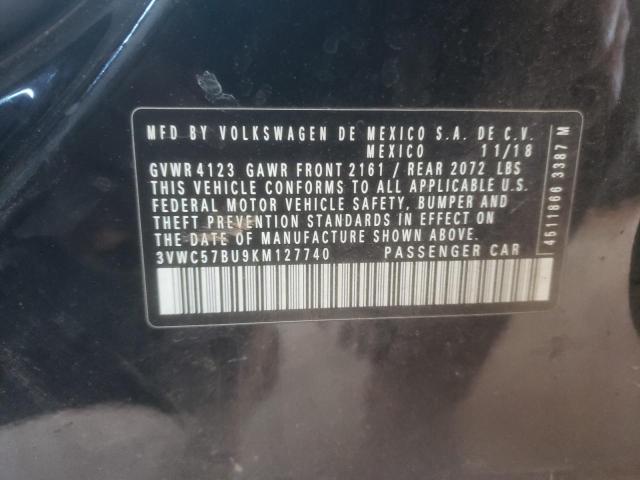 MFD BY VOLKSWAGEN DE MEXICO S.A. DE C.V.
MEXICO 11/18
GVWR 4123 GAWR FRONT 2161 / REAR 2072 LBS
THIS VEHICLE CONFORMS TO ALL APPLICABLE U.S.
FEDERAL MOTOR VEHICLE SAFETY, BUMPER AND
THEFT PREVENTION STANDARDS IN EFFECT ON
THE DATE OF MANUFACTURE SHOWN ABOVE.
3VWC57BU9KM127740 PASSENGER CAR
4511866 3387 M